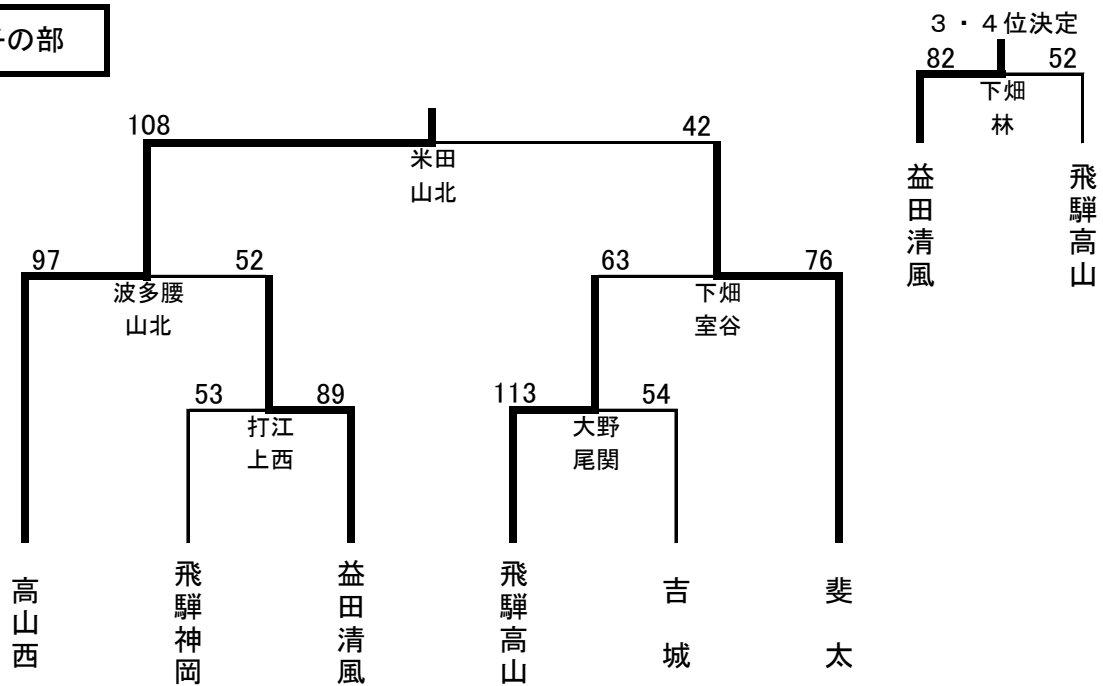 の部
3・4位決定
82 52
下畑
林
益田清風
飛騨高山
108 42
米田
山北
97 52
波多腰
山北
63 76
下畑
室谷
53 89
打江
上西
113 54
大野
尾関
高山西
飛騨神岡
益田清風
飛騨高山
吉城
斐太